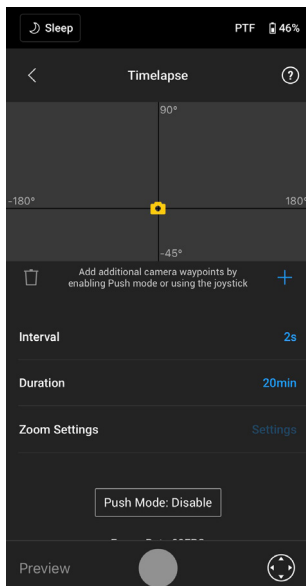 Sleep PTF 46%
Timelapse ?
90°
-180° 180°
-45°
Add additional camera waypoints by
enabling Push mode or using the joystick
Interval 2s
Duration 20min
Zoom Settings Settings
Push Mode: Disable
Preview